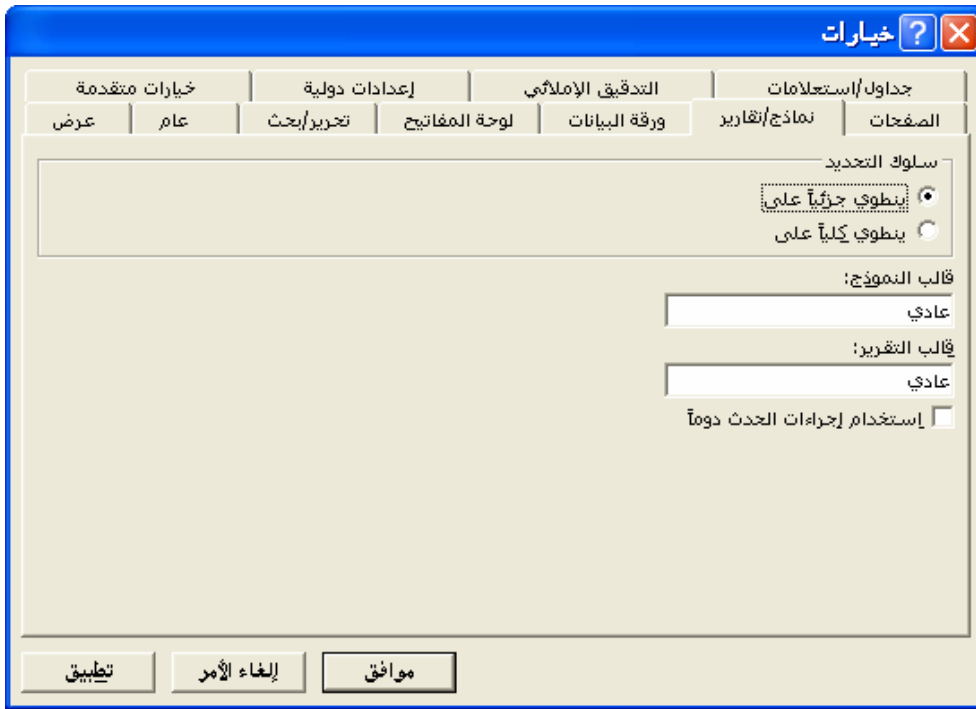 خيارات
جداول/استعلامات التدقيق الإملائي إعدادات دولية خيارات متقدمة
الصفحات نماذج/تقارير ورقة البيانات لوحة المفاتيح تحرير/بحث عام عرض
سلوك التحديد
ينطوي جزئياً على
ينطوي كلياً على
قالب النموذج:
عادي
قالب التقرير:
عادي
إستخدام إجراءات الحدث دوماً
موافق إلغاء الأمر تطبيق